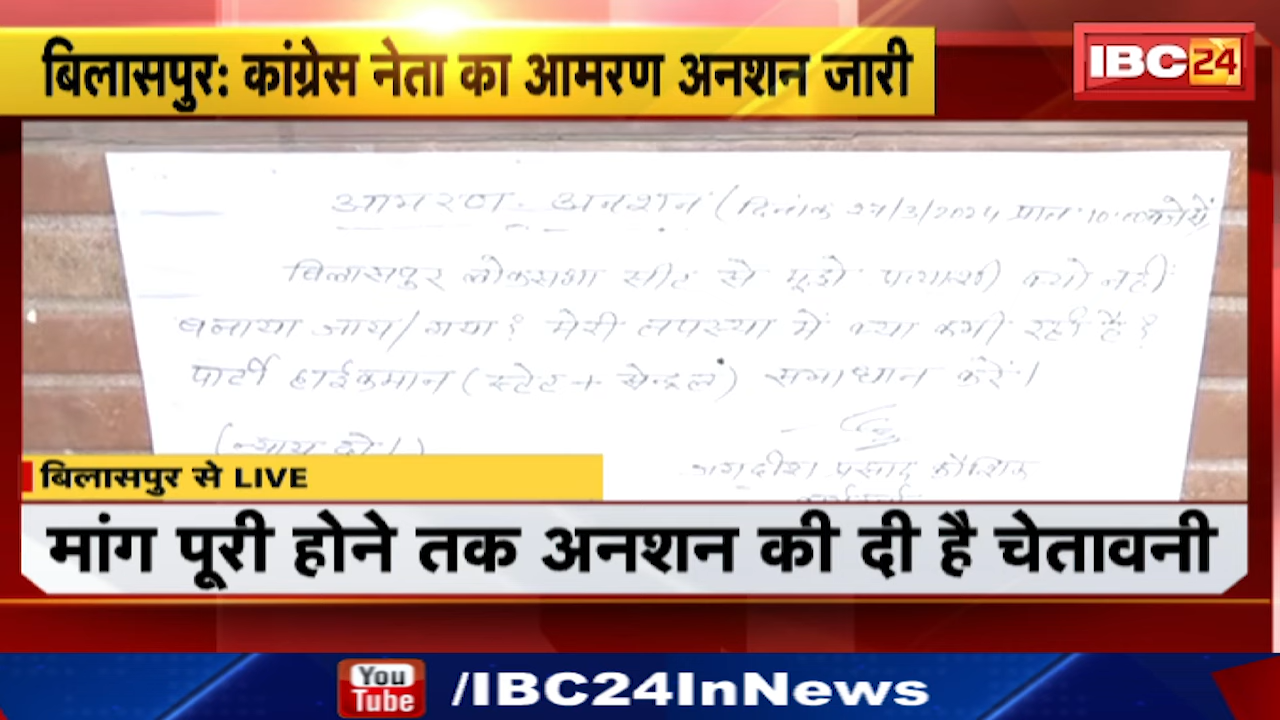 बिलासपुर: कांग्रेस नेता का आमरण अनशन जारी
IBC24
आमरण अनशन (दिनांक 27/3/2024 प्रातः 10:00 बजे से)
बिलासपुर लोकसभा सीट से मुझे प्रत्याशी क्यों नहीं
बनाया जाय/गया? मेरी तपस्या में क्या कमी रही है?
पार्टी हाईकमान (स्टेट + सेन्ट्रल) समाधान करें।
(न्याय दो।)
जगदीश प्रसाद कौशिक
बिलासपुर से LIVE
मांग पूरी होने तक अनशन की दी है चेतावनी
You
Tube
/IBC24InNews